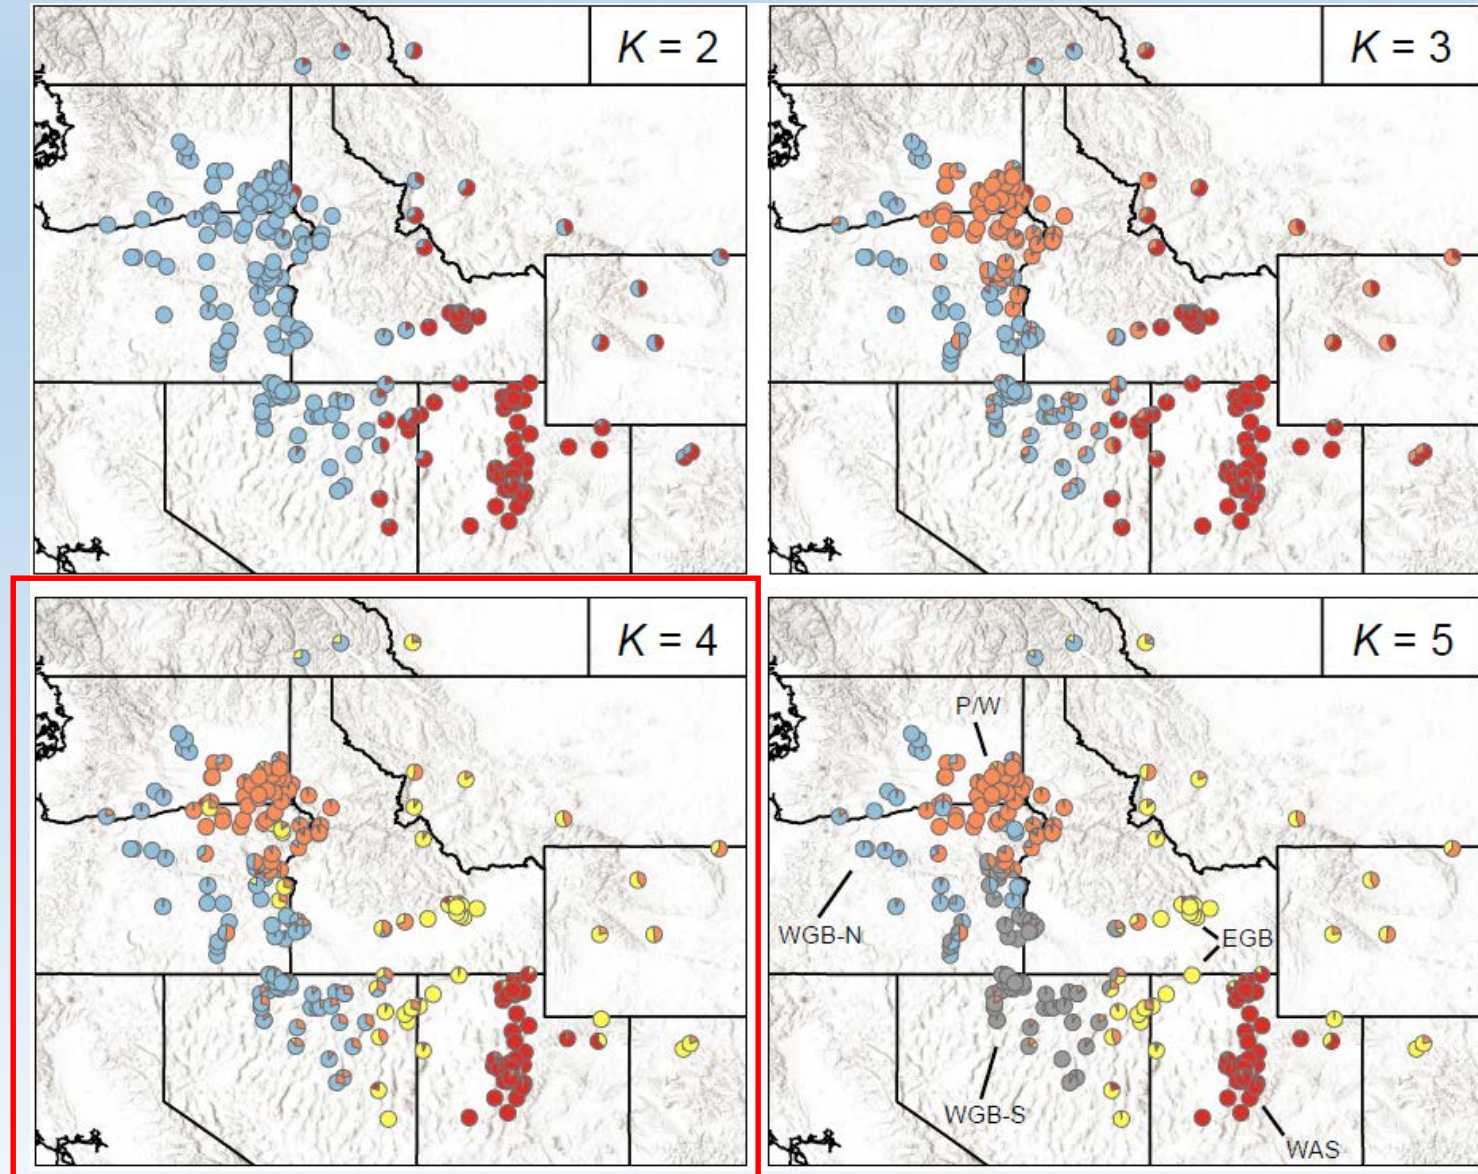 K = 2
K = 3
K = 4
K = 5
P/W
WGB-N
EGB
WGB-S
WAS